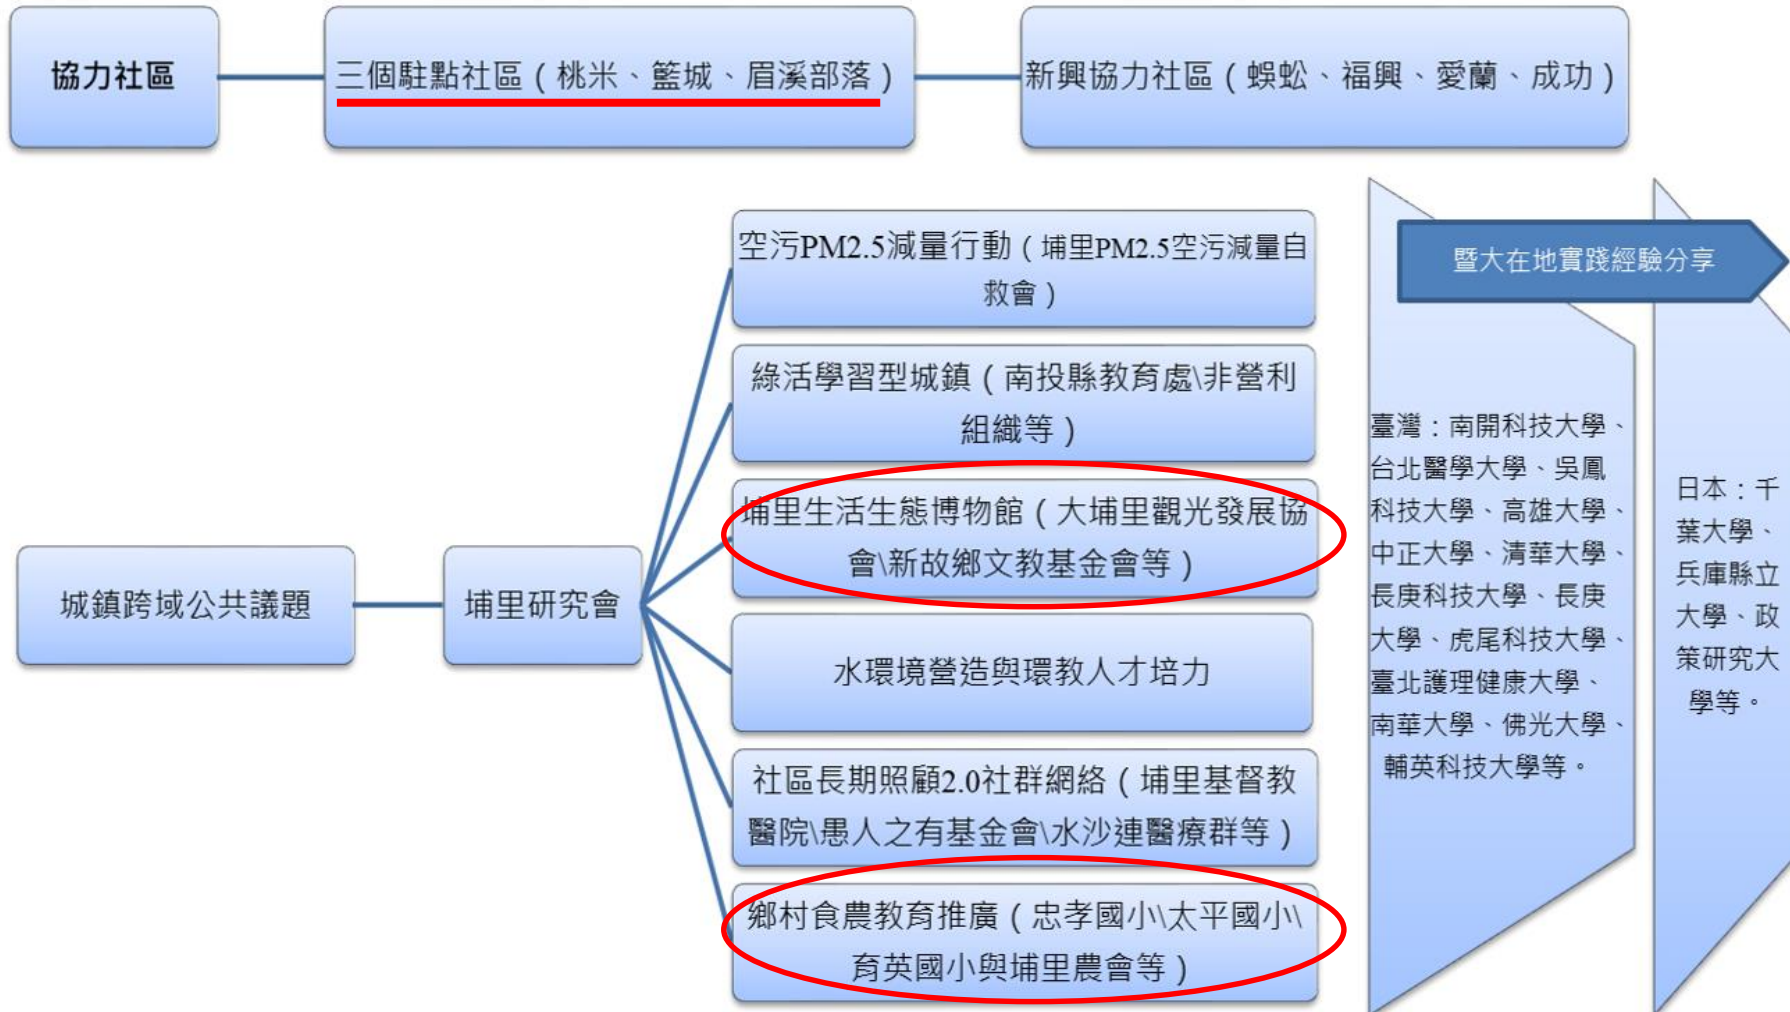 協力社區
三個駐點社區（桃米、籃城、眉溪部落）
新興協力社區（蜈蚣、福興、愛蘭、成功）
城鎮跨域公共議題
埔里研究會
空污PM2.5減量行動（埔里PM2.5空污減量自
救會）
綠活學習型城鎮（南投縣教育處\非營利
組織等）
埔里生活生態博物館（大埔里觀光發展協
會\新故鄉文教基金會等）
水環境營造與環教人才培力
社區長期照顧2.0社群網絡（埔里基督教
醫院\愚人之有基金會\水沙連醫療群等）
鄉村食農教育推廣（忠孝國小\太平國小\
育英國小與埔里農會等）
暨大在地實踐經驗分享
臺灣：南開科技大學、
台北醫學大學、吳鳳
科技大學、高雄大學、
中正大學、清華大學、
長庚科技大學、長庚
大學、虎尾科技大學、
臺北護理健康大學、
南華大學、佛光大學、
輔英科技大學等。
日本：千
葉大學、
兵庫縣立
大學、政
策研究大
學等。